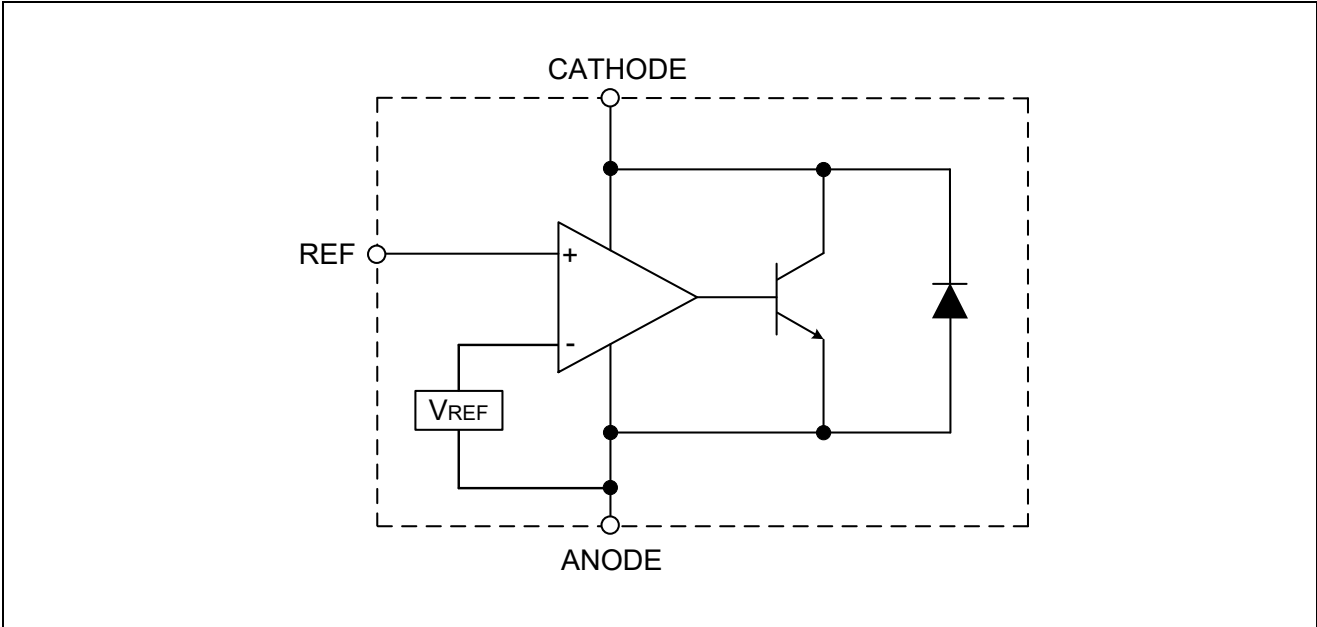 CATHODE
REF
+
-
VREF
ANODE